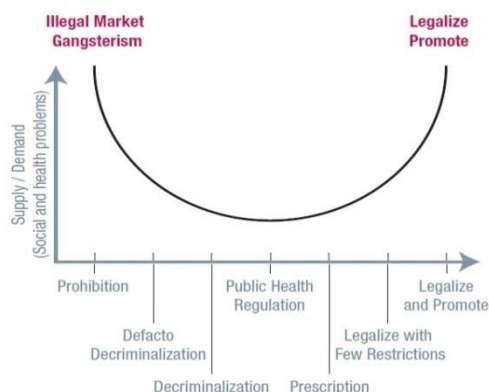 Illegal Market
Gangsterism
Legalize
Promote
Supply / Demand
(Social and health problems)
Prohibition
Public Health
Regulation
Legalize
and Promote
Defacto
Decriminalization
Legalize with
Few Restrictions
Decriminalization
Prescription